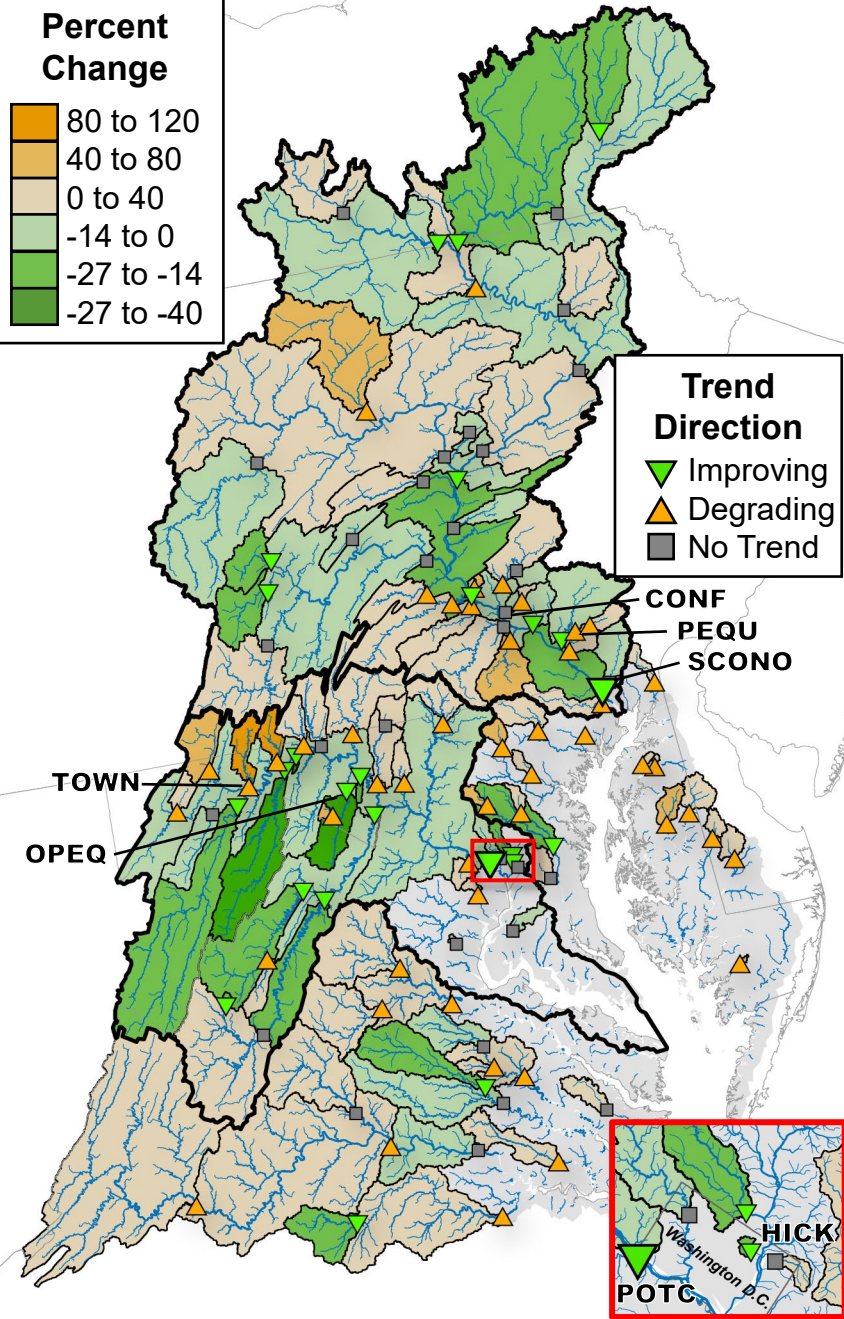 Percent
Change
80 to 120
40 to 80
0 to 40
-14 to 0
-27 to -14
-27 to -40
Trend
Direction
Improving
Degrading
No Trend
CONF
PEQU
SCONO
TOWN
OPEQ
HICK
Washington D.C.
POTC